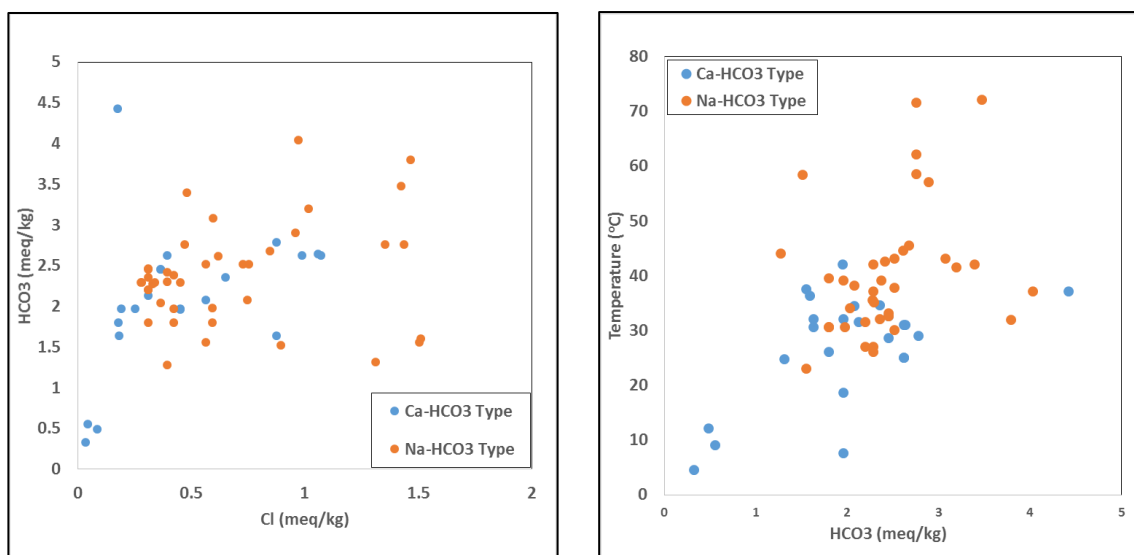 5
4.5
4
3.5
3
2.5
2
1.5
1
0.5
0
HCO3 (meq/kg)
Ca-HCO3 Type
Na-HCO3 Type
0 0.5 1 1.5 2
Cl (meq/kg)
80
70
60
50
40
30
20
10
0
Temperature (°C)
Ca-HCO3 Type
Na-HCO3 Type
0 1 2 3 4 5
HCO3 (meq/kg)